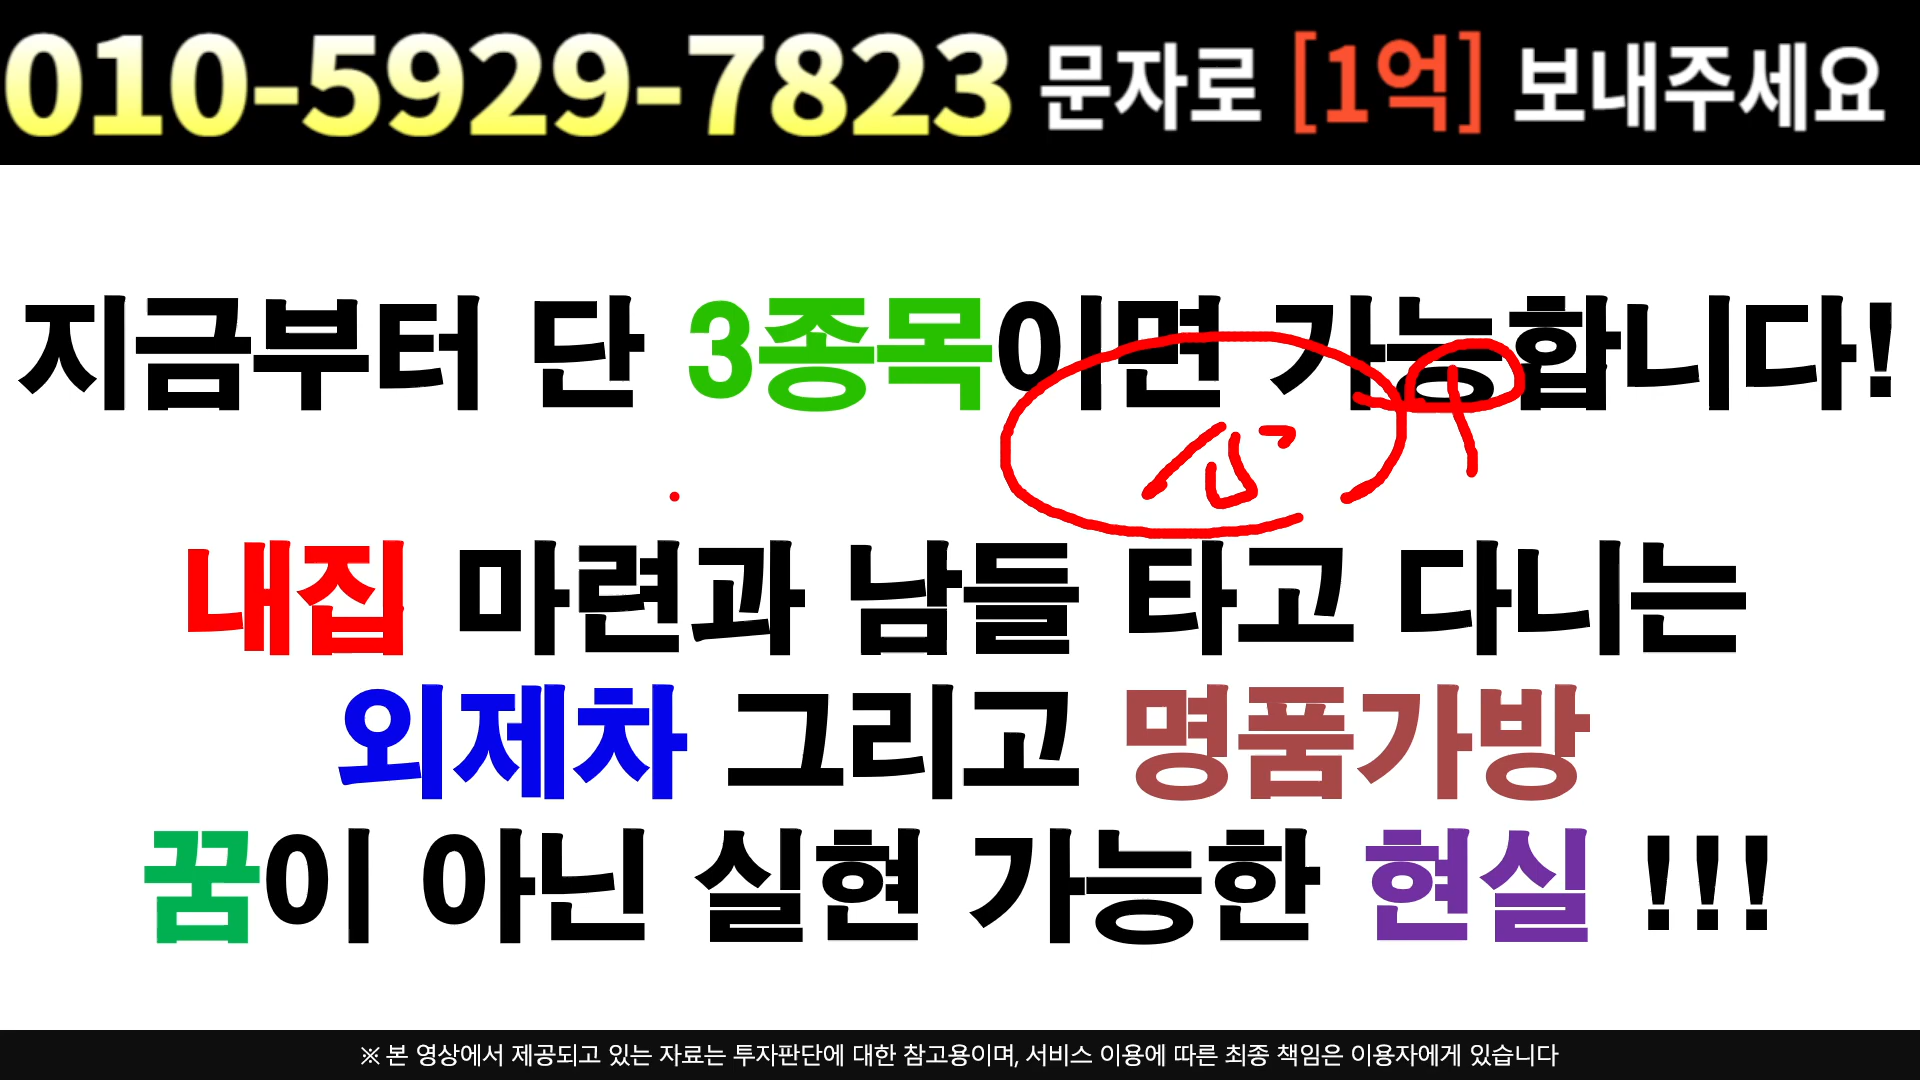 010-5929-7823 문자로 [1억] 보내주세요
지금부터 단 3종목이면 가능합니다!
내집 마련과 남들 타고 다니는
외제차 그리고 명품가방
꿈이 아닌 실현 가능한 현실 !!!
※ 본 영상에서 제공되고 있는 자료는 투자판단에 대한 참고용이며, 서비스 이용에 따른 최종 책임은 이용자에게 있습니다